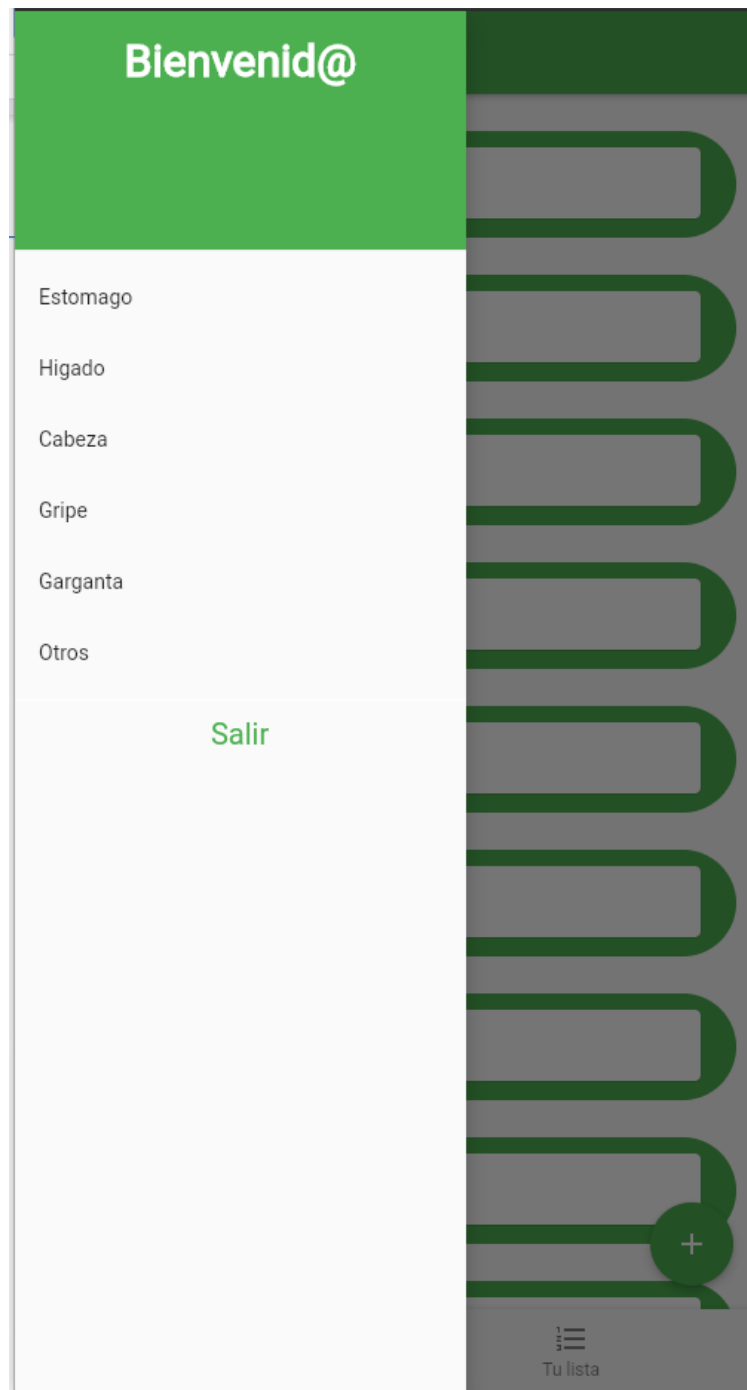 Bienvenid@
Estomago
Higado
Cabeza
Gripe
Garganta
Otros
Salir
Tu lista